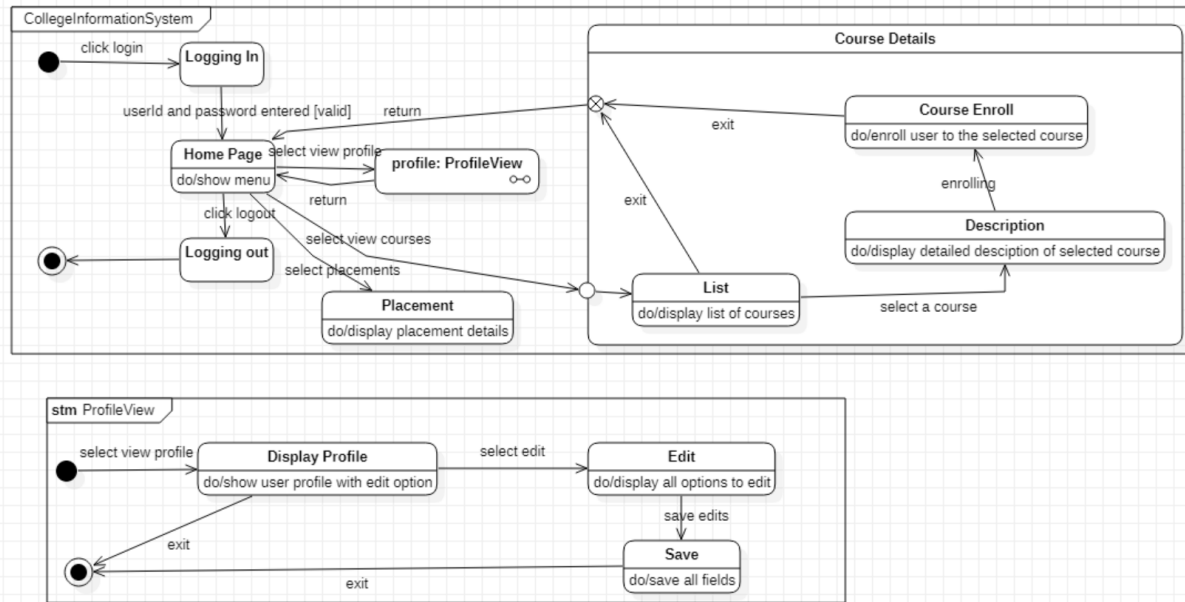 CollegeInformationSystem
click login
Logging In
userId and password entered [valid]
return
Home Page
do/show menu
select view profile
profile: ProfileView
return
click logout
Logging out
select view courses
select placements
Placement
do/display placement details
Course Details
Course Enroll
do/enroll user to the selected course
exit
enrolling
exit
Description
do/display detailed desciption of selected course
List
do/display list of courses
select a course
stm ProfileView
select view profile
Display Profile
do/show user profile with edit option
select edit
Edit
do/display all options to edit
save edits
exit
Save
do/save all fields
exit